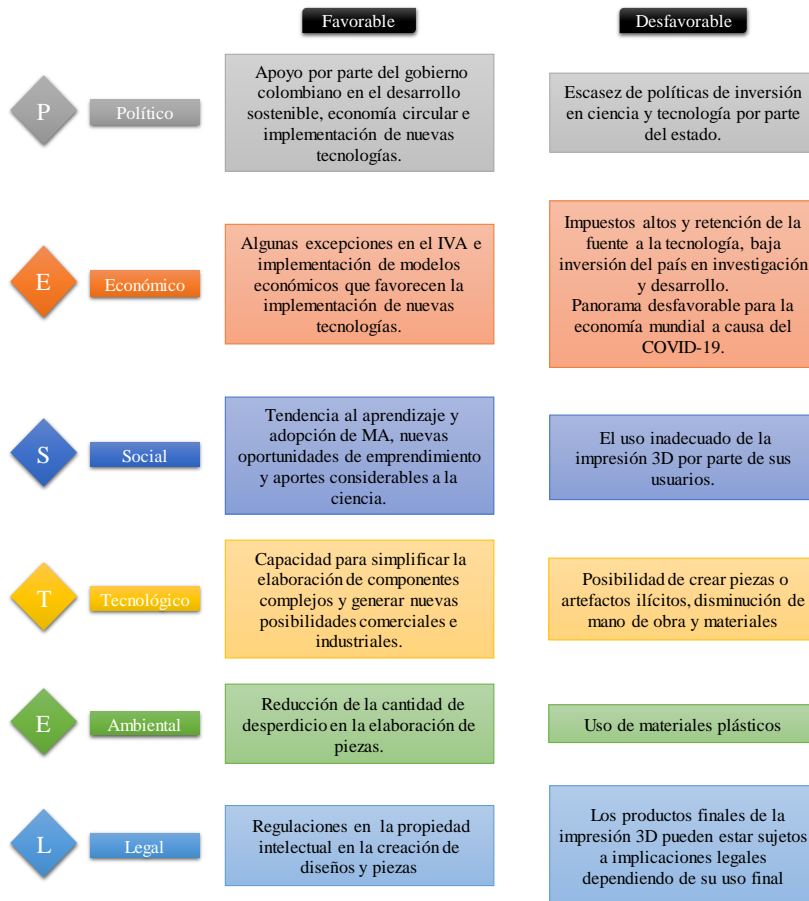 Favorable
Desfavorable
P
Político
Apoyo por parte del gobierno
colombiano en el desarrollo
sostenible, economía circular e
implementación de nuevas
tecnologías.
Escasez de políticas de inversión
en ciencia y tecnología por parte
del estado.
E
Económico
Algunas excepciones en el IVA e
implementación de modelos
económicos que favorecen la
implementación de nuevas
tecnologías.
Impuestos altos y retención de la
fuente a la tecnología, baja
inversión del país en investigación
y desarrollo.
Panorama desfavorable para la
economía mundial a causa del
COVID-19.
S
Social
Tendencia al aprendizaje y
adopción de MA, nuevas
oportunidades de emprendimiento
y aportes considerables a la
ciencia.
El uso inadecuado de la
impresión 3D por parte de sus
usuarios.
T
Tecnológico
Capacidad para simplificar la
elaboración de componentes
complejos y generar nuevas
posibilidades comerciales e
industriales.
Posibilidad de crear piezas o
artefactos ilícitos, disminución de
mano de obra y materiales
E
Ambiental
Reducción de la cantidad de
desperdicio en la elaboración de
piezas.
Uso de materiales plásticos
L
Legal
Regulaciones en la propiedad
intelectual en la creación de
diseños y piezas
Los productos finales de la
impresión 3D pueden estar sujetos
a implicaciones legales
dependiendo de su uso final